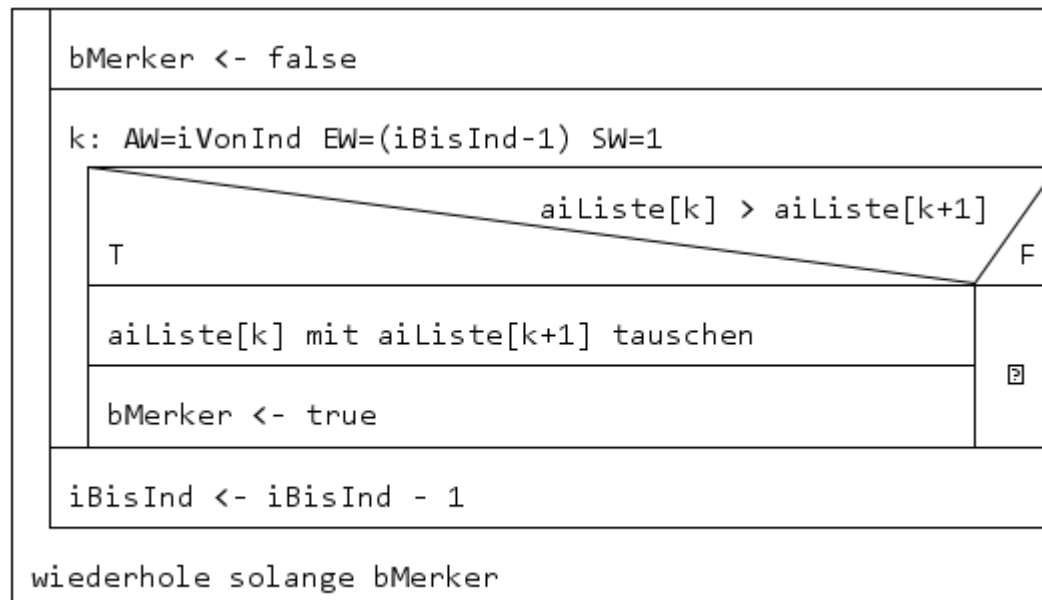 bMerker <- false
k: AW=iVonInd EW=(iBisInd-1) SW=1
aiListe[k] > aiListe[k+1]
T F
aiListe[k] mit aiListe[k+1] tauschen
bMerker <- true
iBisInd <- iBisInd - 1
wiederhole solange bMerker